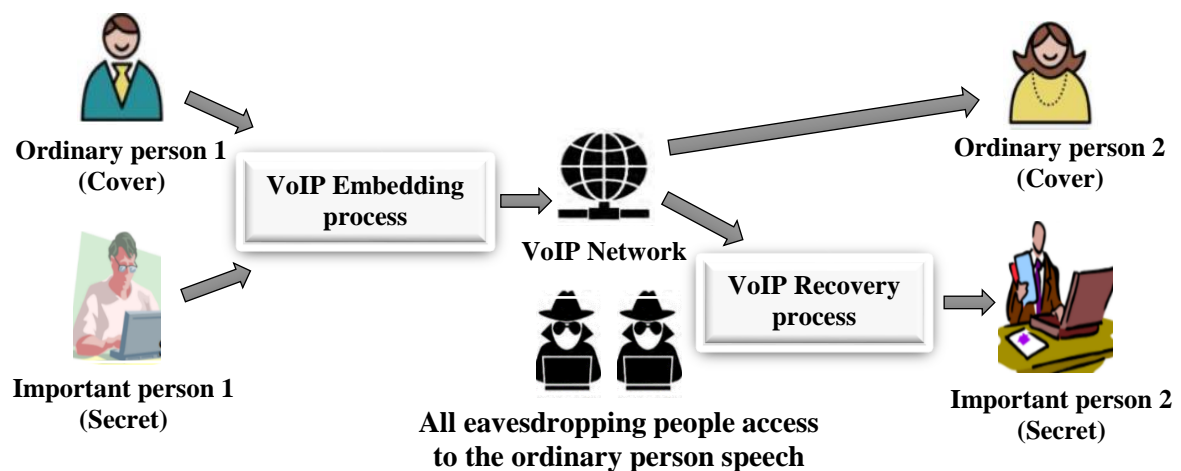 Ordinary person 1
(Cover)
VoIP Embedding
process
Important person 1
(Secret)
VoIP Network
All eavesdropping people access
to the ordinary person speech
VoIP Recovery
process
Ordinary person 2
(Cover)
Important person 2
(Secret)